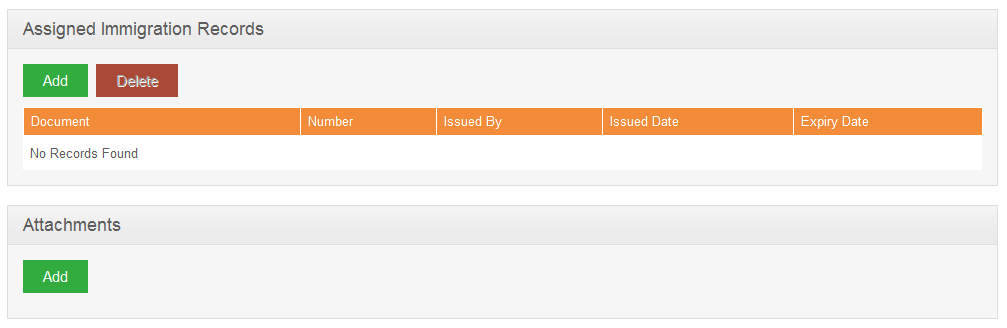 Assigned Immigration Records
Add Delete
Document Number Issued By Issued Date Expiry Date
No Records Found
Attachments
Add